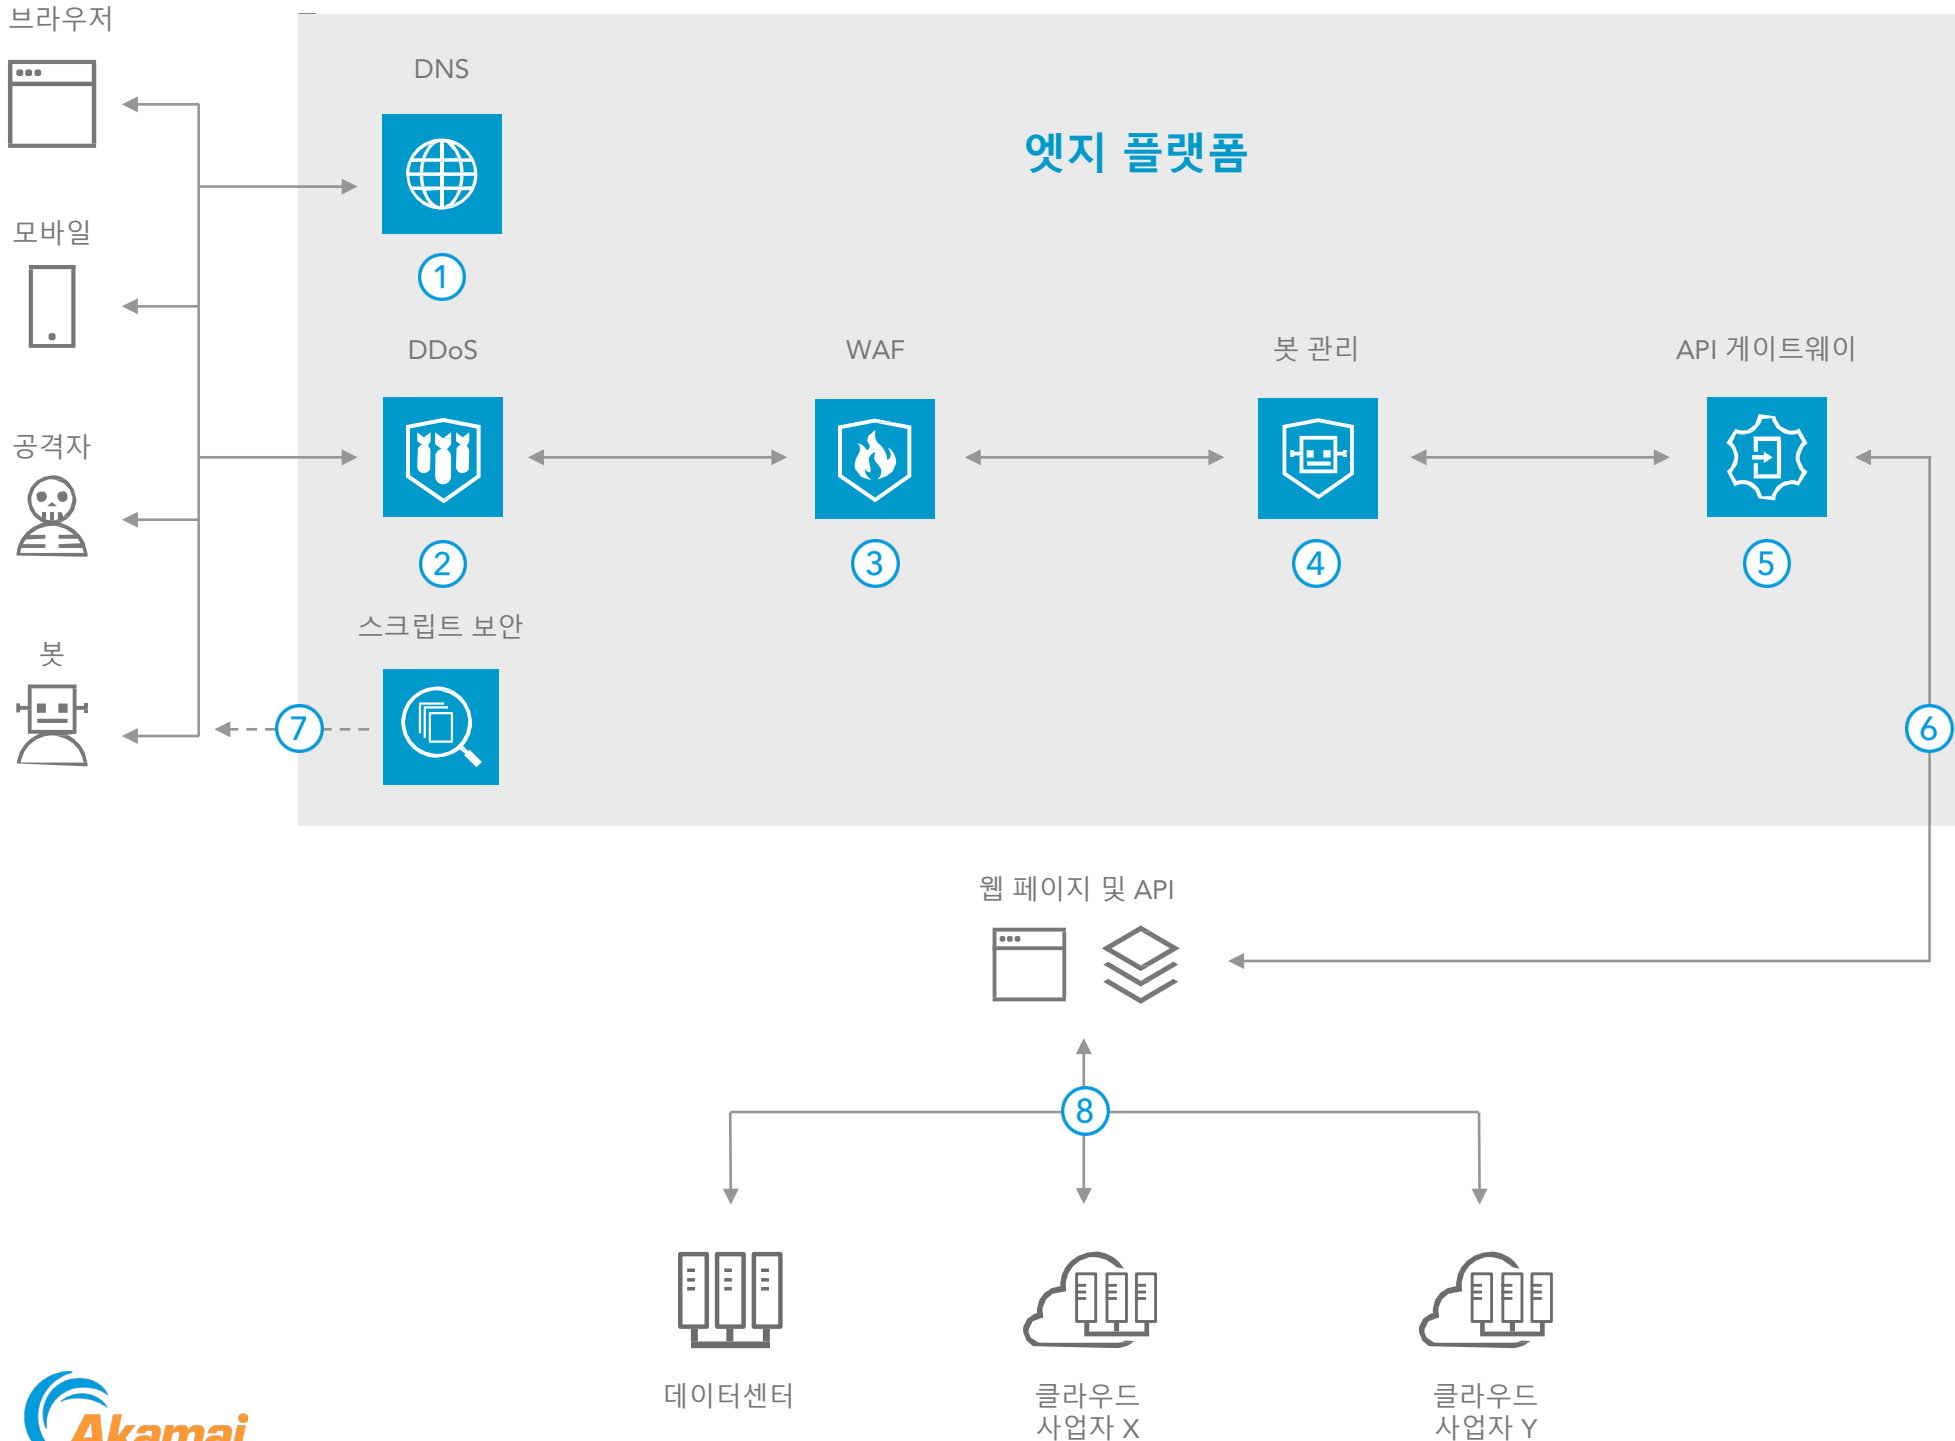 브라우저
DNS
엣지 플랫폼
1
모바일
DDoS
WAF
봇 관리
API 게이트웨이
공격자
2
3
4
5
스크립트 보안
봇
7
6
웹 페이지 및 API
8
데이터센터
클라우드
사업자 X
클라우드
사업자 Y
Akamai